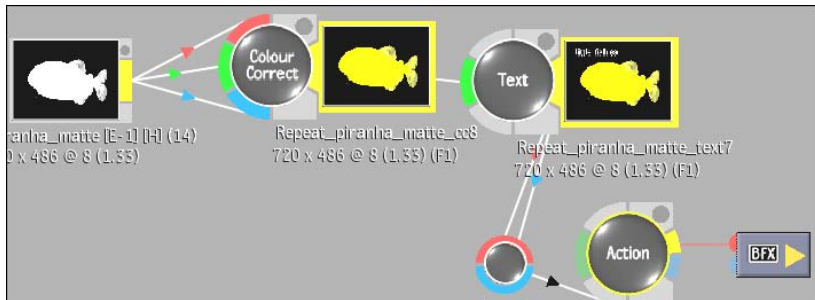 Colour
Correct
Text
ranha_matte [E-1] [H] (14)
0 x 486 @ 8 (1.33)
Repeat_piranha_matte_cc8
720 x 486 @ 8 (1.33) (F1)
Repeat_piranha_matte_text7
720 x 486 @ 8 (1.33) (F1)
Action
BFX